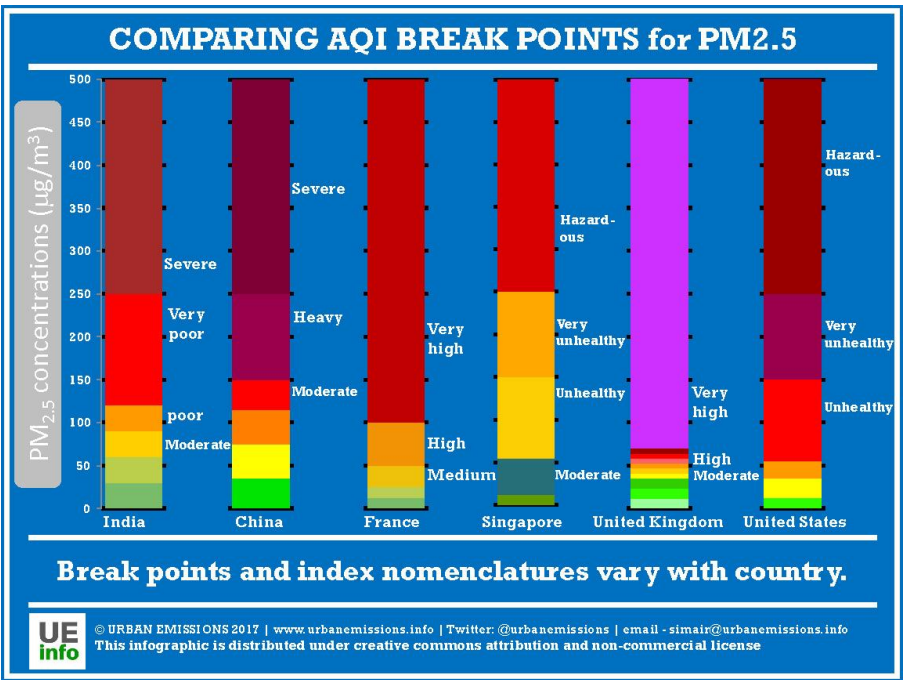 COMPARING AQI BREAK POINTS for PM2.5
PM2.5 concentrations (µg/m³)
500
450
400
350
300
250
200
150
100
50
0
Severe
Very
poor
poor
Moderate
India
Severe
Heavy
Moderate
China
Very
high
High
Medium
France
Hazard-
ous
Very
unhealthy
Unhealthy
Moderate
Singapore
Very
high
High
Moderate
United Kingdom
Hazard-
ous
Very
unhealthy
Unhealthy
United States
Break points and index nomenclatures vary with country.
UE
info
© URBAN EMISSIONS 2017 | www.urbanemissions.info | Twitter: @urbanemissions | email - simair@urbanemissions.info
This infographic is distributed under creative commons attribution and non-commercial license